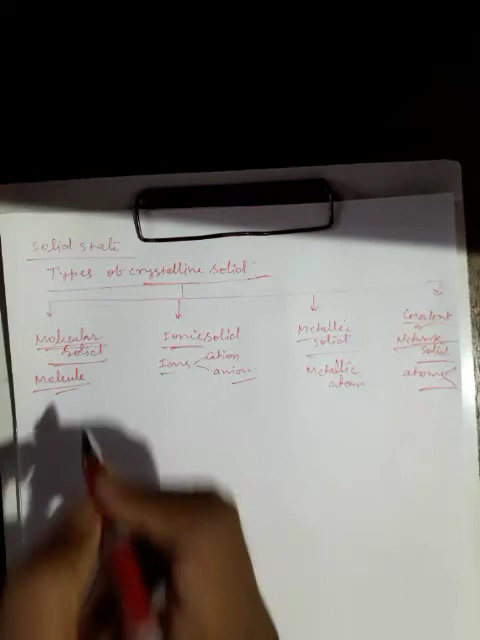 Solid state
Types of crystalline solid
Molecular
solid
Molecule
Ionic solid
Ions cation
anion
Metallic
solid
Metallic
atom
Covalent
or
Network
solid
atoms